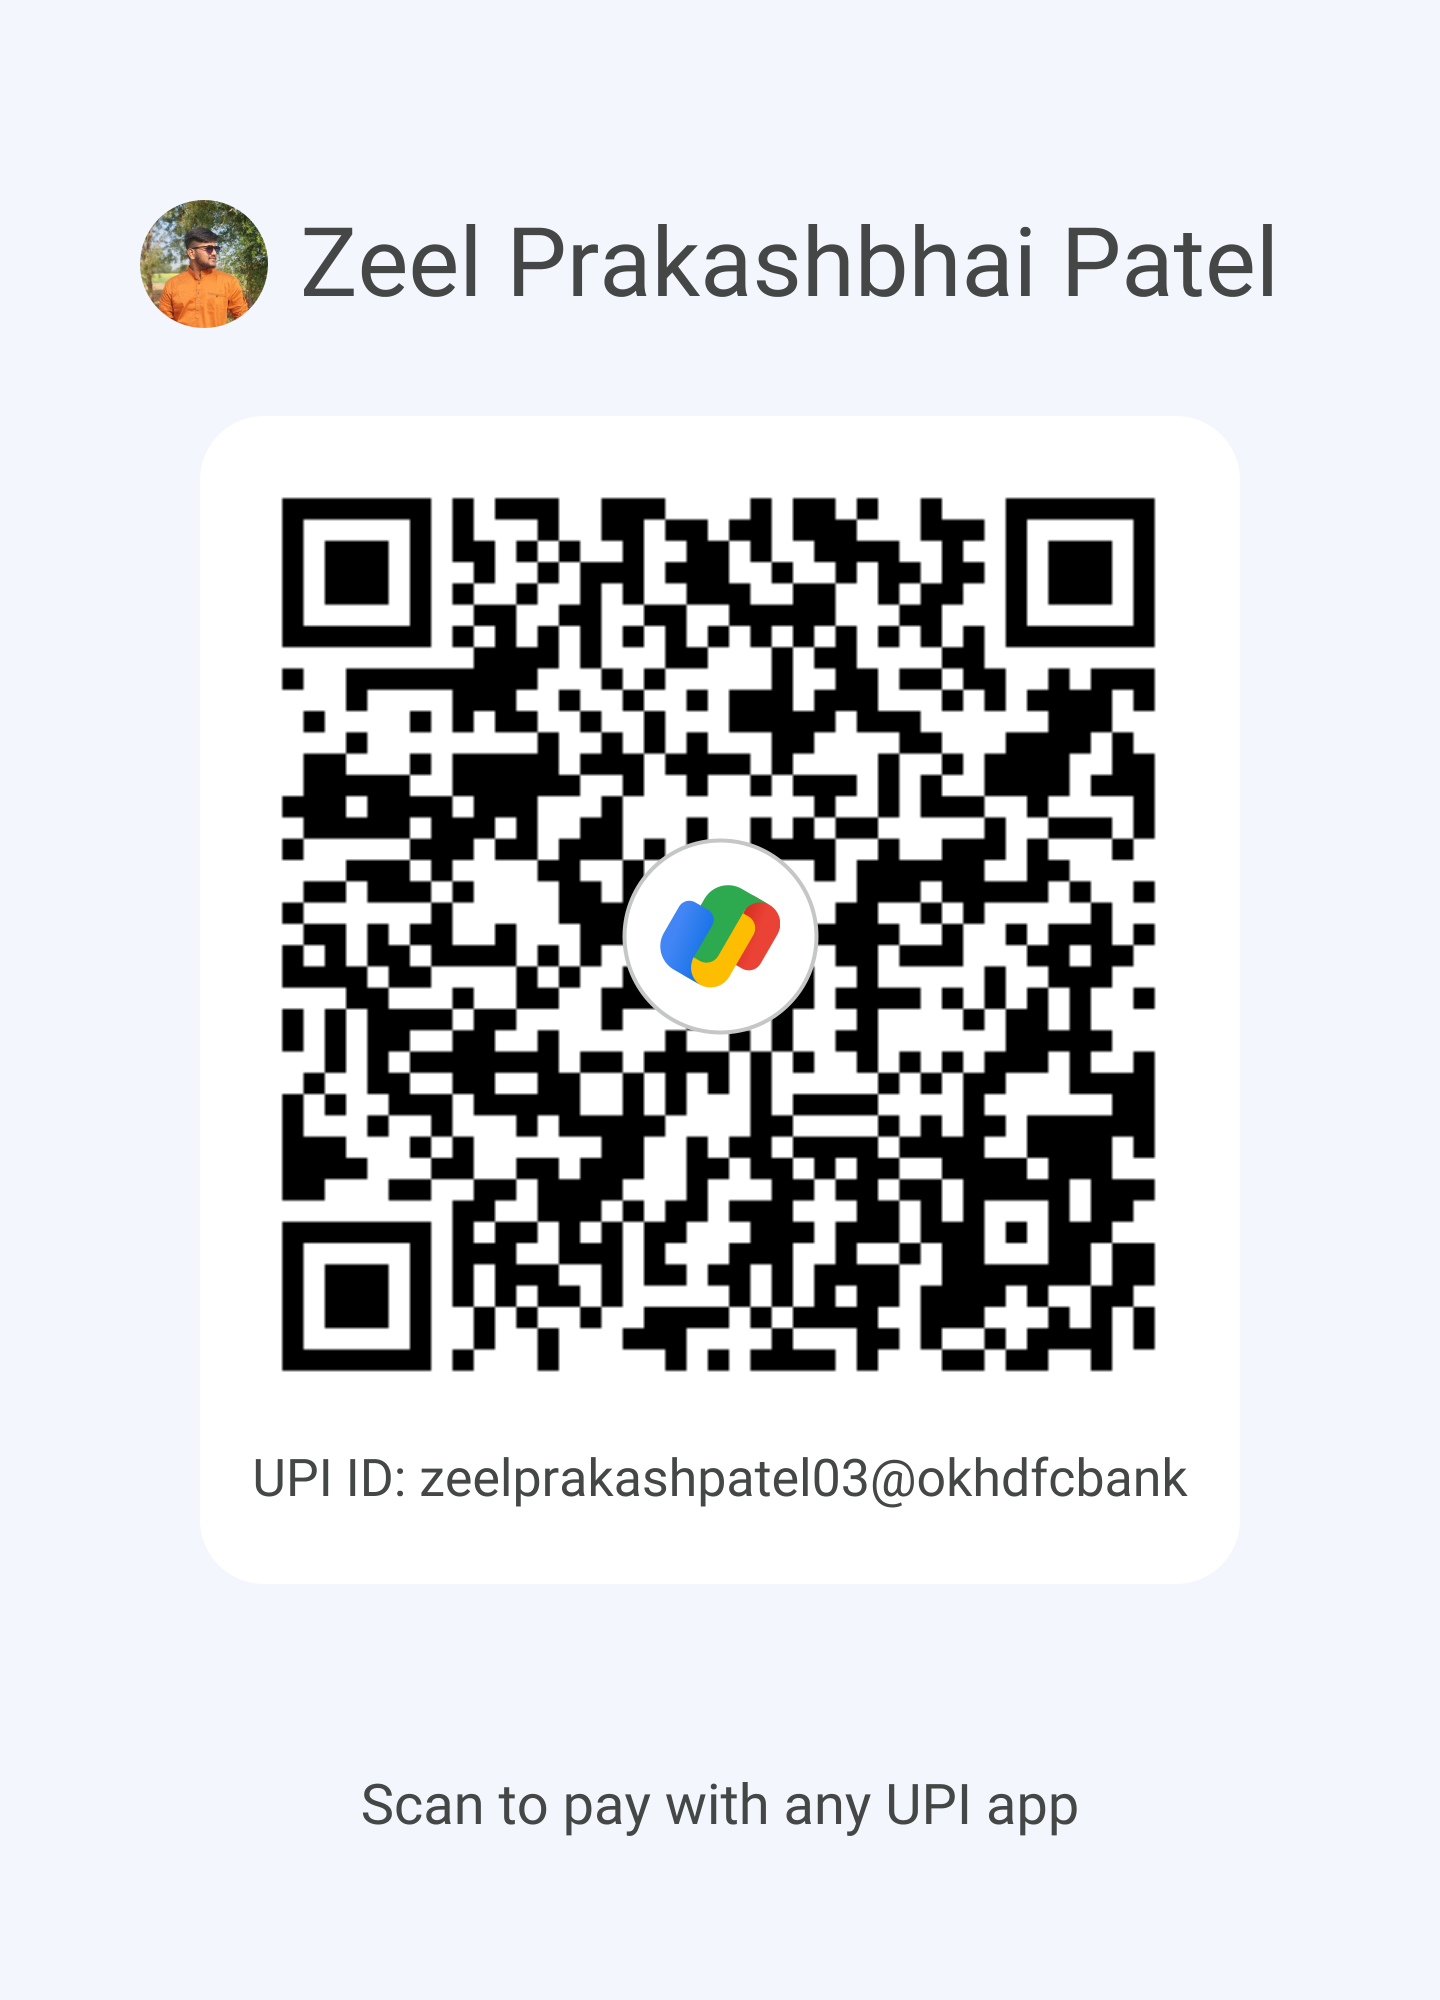 Zeel Prakashbhai Patel
UPI ID: zeelprakashpatel03@okhdfcbank
Scan to pay with any UPI app